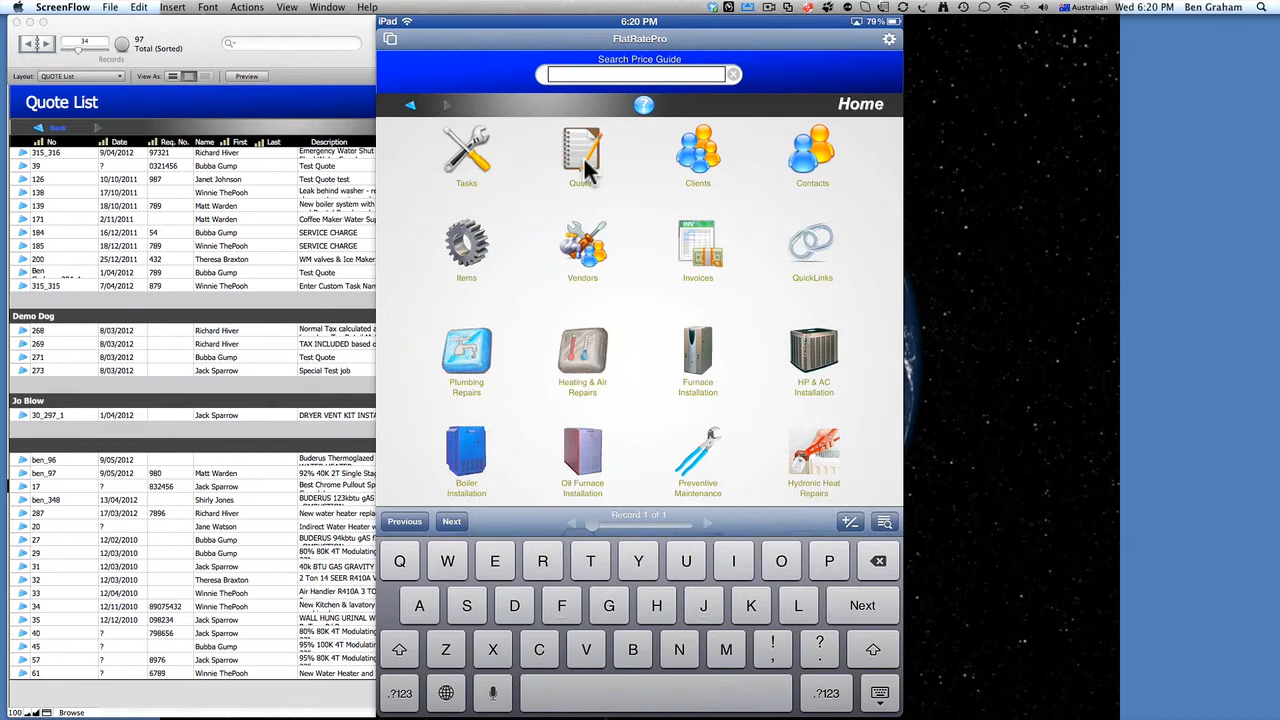 ScreenFlow File Edit Insert Font Actions View Window Help
Australian Wed 6:20 PM Ben Graham
34
97
Total (Sorted)
Records
Layout: QUOTE List View As: Preview
Quote List
Back
No Date Req. No. Name First Last Description
315_316 9/04/2012 97321 Richard Hiver Emergency Water Shut
39 ? 0321456 Bubba Gump Test Quote
126 10/10/2011 987 Janet Johnson Test Quote test
138 17/10/2011 Winnie ThePooh Leak behind washer - re
139 18/10/2011 789 Matt Warden New boiler system with
171 2/11/2011 Matt Warden Coffee Maker Water Sup
184 16/12/2011 54 Bubba Gump SERVICE CHARGE
185 18/12/2011 789 Winnie ThePooh SERVICE CHARGE
200 25/12/2011 432 Theresa Braxton WM valves & Ice Maker
Ben 1/04/2012 789 Bubba Gump Test Quote
315_315 7/04/2012 879 Winnie ThePooh Enter Custom Task Nam
Demo Dog
268 8/03/2012 Richard Hiver Normal Tax calculated a
269 8/03/2012 Richard Hiver TAX INCLUDED based o
271 8/03/2012 Bubba Gump Test Quote
273 8/03/2012 Jack Sparrow Special Test job
Jo Blow
30_297_1 1/04/2012 Jack Sparrow DRYER VENT KIT INSTA
ben_96 9/05/2012 Buderus Thermoglazed
ben_97 9/05/2012 980 Matt Warden 92% 40K 2T Single Stag
17 ? 832456 Jack Sparrow Best Chrome Pullout Sp
ben_348 13/04/2012 Shirly Jones BUDERUS 123kbtu gAS
287 17/03/2012 7896 Richard Hiver New water heater repla
20 ? Jane Watson Indirect Water Heater w
27 12/02/2010 Bubba Gump BUDERUS 94kbtu gAS f
29 12/03/2010 Bubba Gump 80% 80K 4T Modulating
31 12/03/2010 Jack Sparrow 40k BTU GAS GRAVITY
32 12/03/2010 Theresa Braxton 2 Ton 14 SEER R410A
33 12/04/2010 Winnie ThePooh Air Handler R410A 3 TO
34 12/11/2010 89075432 Winnie ThePooh New Kitchen & lavatory
35 12/12/2010 098234 Jack Sparrow WALL HUNG URINAL W
40 ? 798656 Jack Sparrow 80% 80K 4T Modulating
45 ? Bubba Gump 95% 100K 4T Modulating
57 ? 8976 Jack Sparrow 95% 80K 4T Modulating
61 ? 6789 Winnie ThePooh New Water Heater and
100 Browse
iPad 6:20 PM 79%
FlatRatePro
Search Price Guide
Home
Tasks Clients Contacts
Items Vendors Invoices QuickLinks
INV
Plumbing Repairs
Heating & Air Repairs
Furnace Installation
HP & AC Installation
Boiler Installation
Oil Furnace Installation
Preventive Maintenance
Hydronic Heat Repairs
Previous Next Record 1 of 1
Q W E R T Y U I O P
A S D F G H J K L Next
Z X C V B N M ! , ? .
.?123 .?123